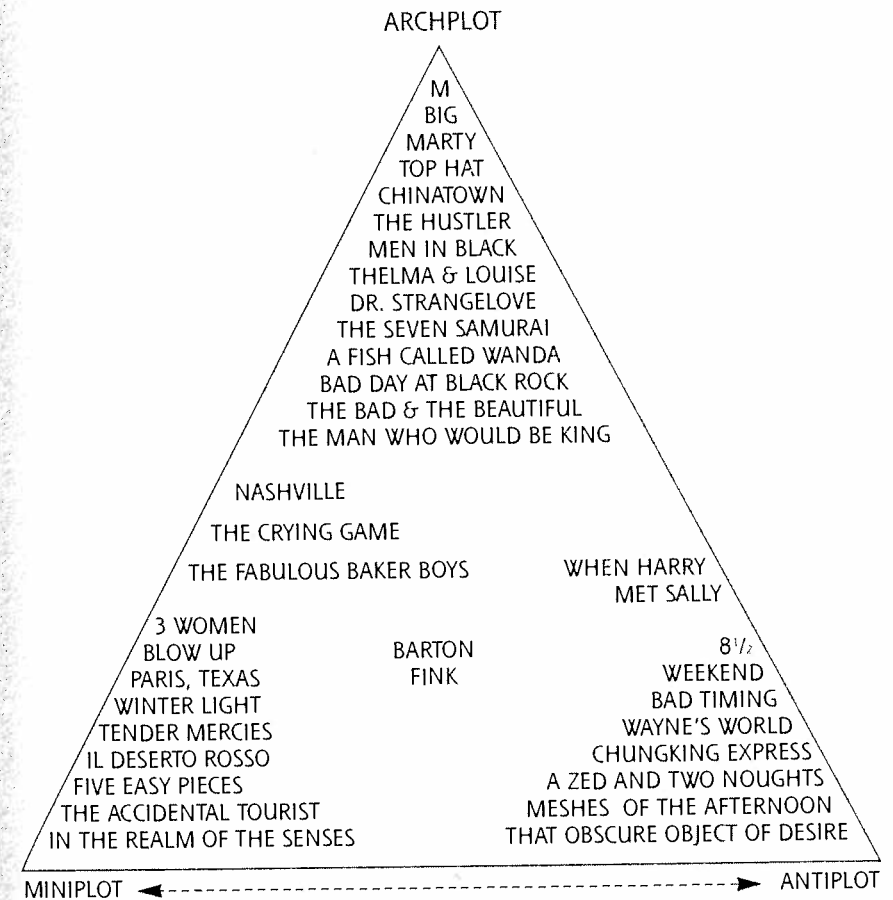 ARCHPLOT
M
BIG
MARTY
TOP HAT
CHINATOWN
THE HUSTLER
MEN IN BLACK
THELMA & LOUISE
DR. STRANGELOVE
THE SEVEN SAMURAI
A FISH CALLED WANDA
BAD DAY AT BLACK ROCK
THE BAD & THE BEAUTIFUL
THE MAN WHO WOULD BE KING
NASHVILLE
THE CRYING GAME
THE FABULOUS BAKER BOYS
WHEN HARRY
MET SALLY
3 WOMEN
BLOW UP
PARIS, TEXAS
WINTER LIGHT
TENDER MERCIES
IL DESERTO ROSSO
FIVE EASY PIECES
THE ACCIDENTAL TOURIST
IN THE REALM OF THE SENSES
BARTON
FINK
8½
WEEKEND
BAD TIMING
WAYNE'S WORLD
CHUNGKING EXPRESS
A ZED AND TWO NOUGHTS
MESHES OF THE AFTERNOON
THAT OBSCURE OBJECT OF DESIRE
MINIPLOT
ANTIPLOT